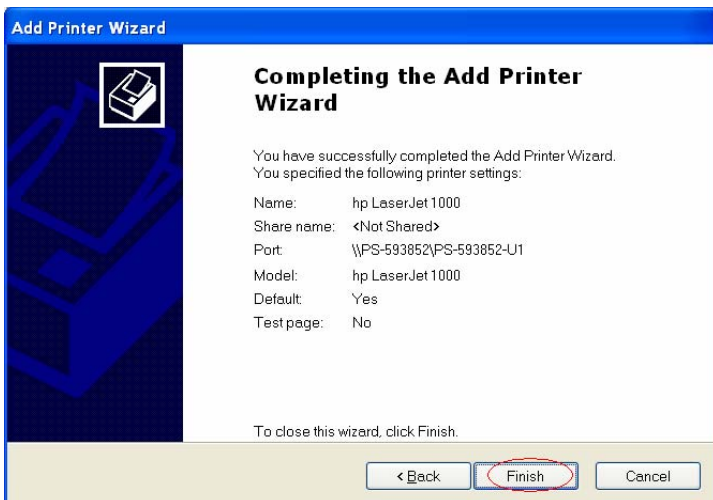 Add Printer Wizard
Completing the Add Printer
Wizard
You have successfully completed the Add Printer Wizard.
You specified the following printer settings:
Name: hp LaserJet 1000
Share name: <Not Shared>
Port: \\PS-593852\PS-593852-U1
Model: hp LaserJet 1000
Default: Yes
Test page: No
To close this wizard, click Finish.
< Back Finish Cancel